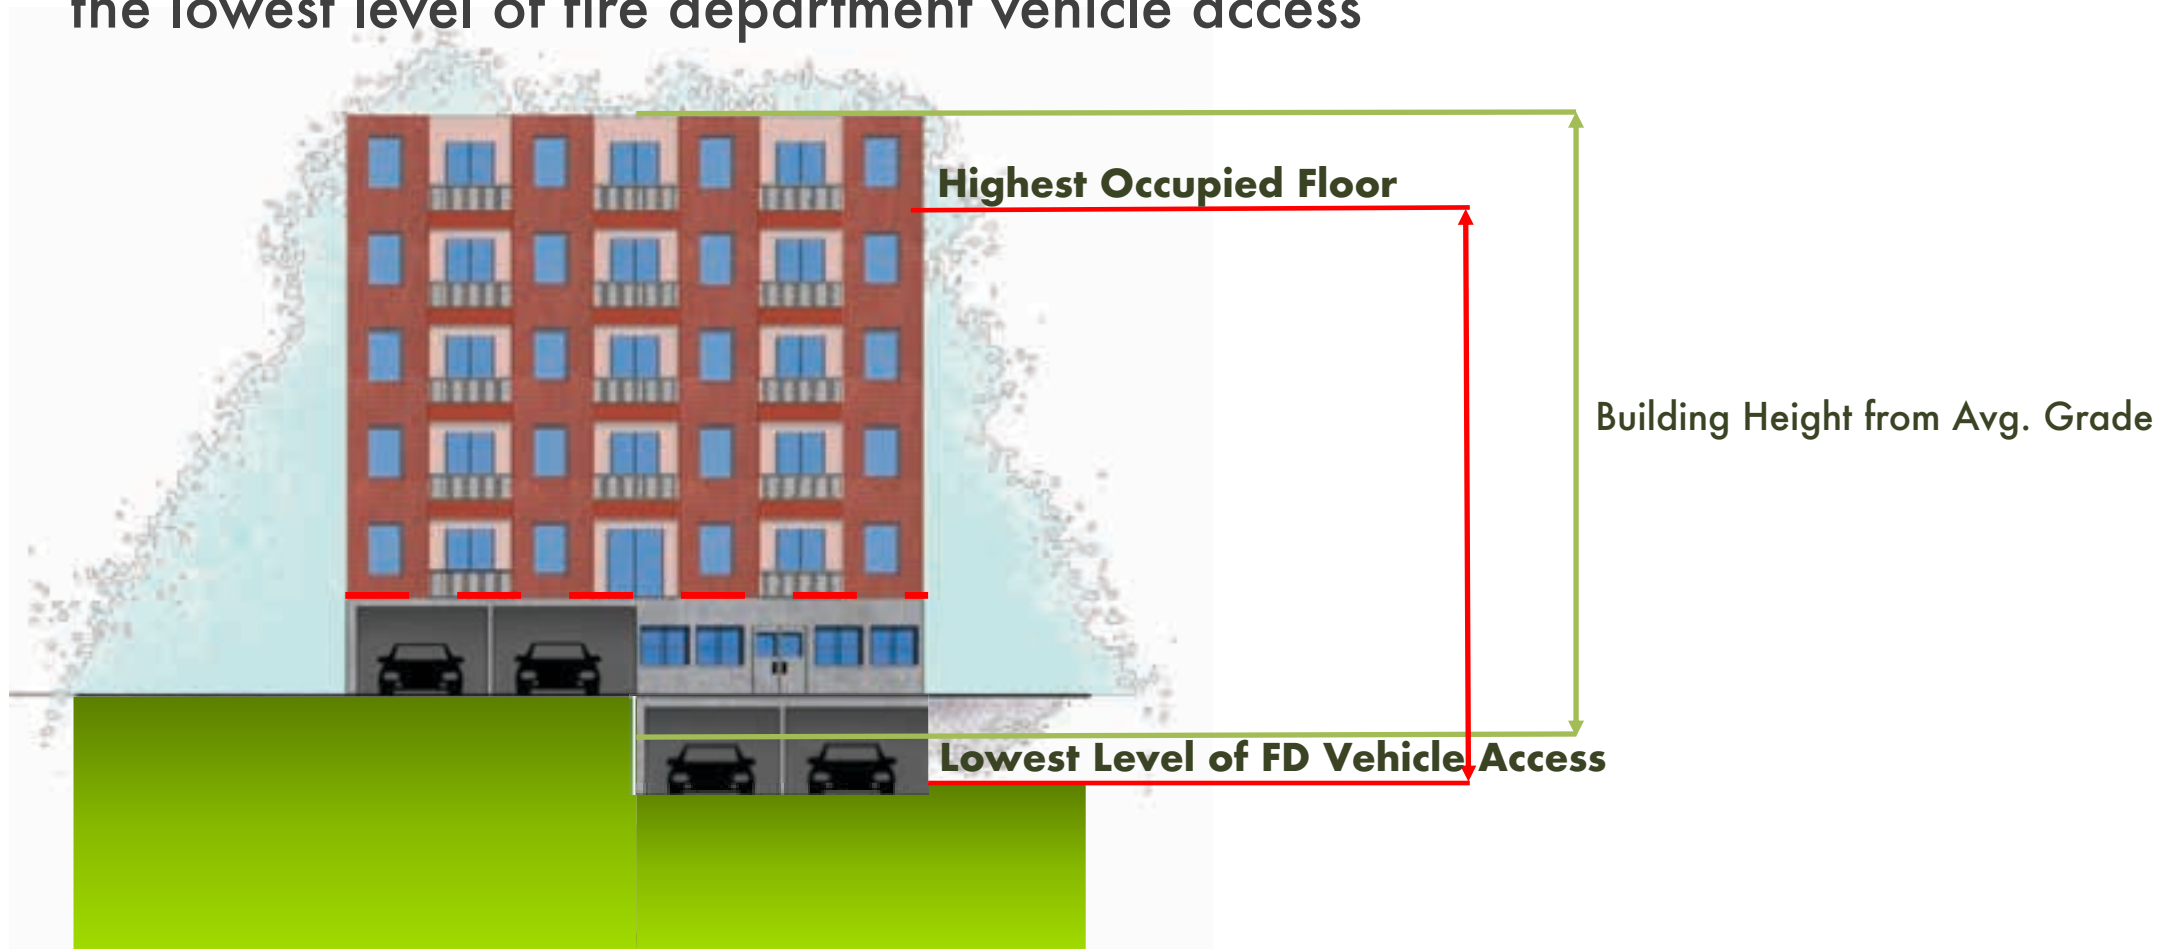 the lowest level of fire department vehicle access
Highest Occupied Floor
Building Height from Avg. Grade
Lowest Level of FD Vehicle Access